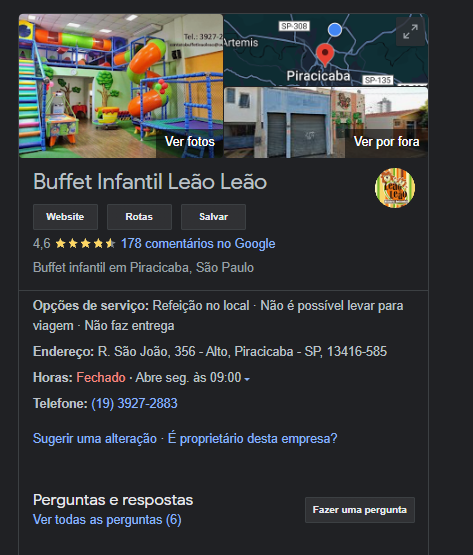 Tel.: 3927-2
SP-308
Artemis
Piracicaba
SP-135
Ver fotos
Ver por fora
Buffet Infantil Leão Leão
Leão
Leão
Website
Rotas
Salvar
4,6 178 comentários no Google
Buffet infantil em Piracicaba, São Paulo
Opções de serviço: Refeição no local · Não é possível levar para
viagem · Não faz entrega
Endereço: R. São João, 356 - Alto, Piracicaba - SP, 13416-585
Horas: Fechado · Abre seg. às 09:00
Telefone: (19) 3927-2883
Sugerir uma alteração · É proprietário desta empresa?
Perguntas e respostas
Ver todas as perguntas (6)
Fazer uma pergunta